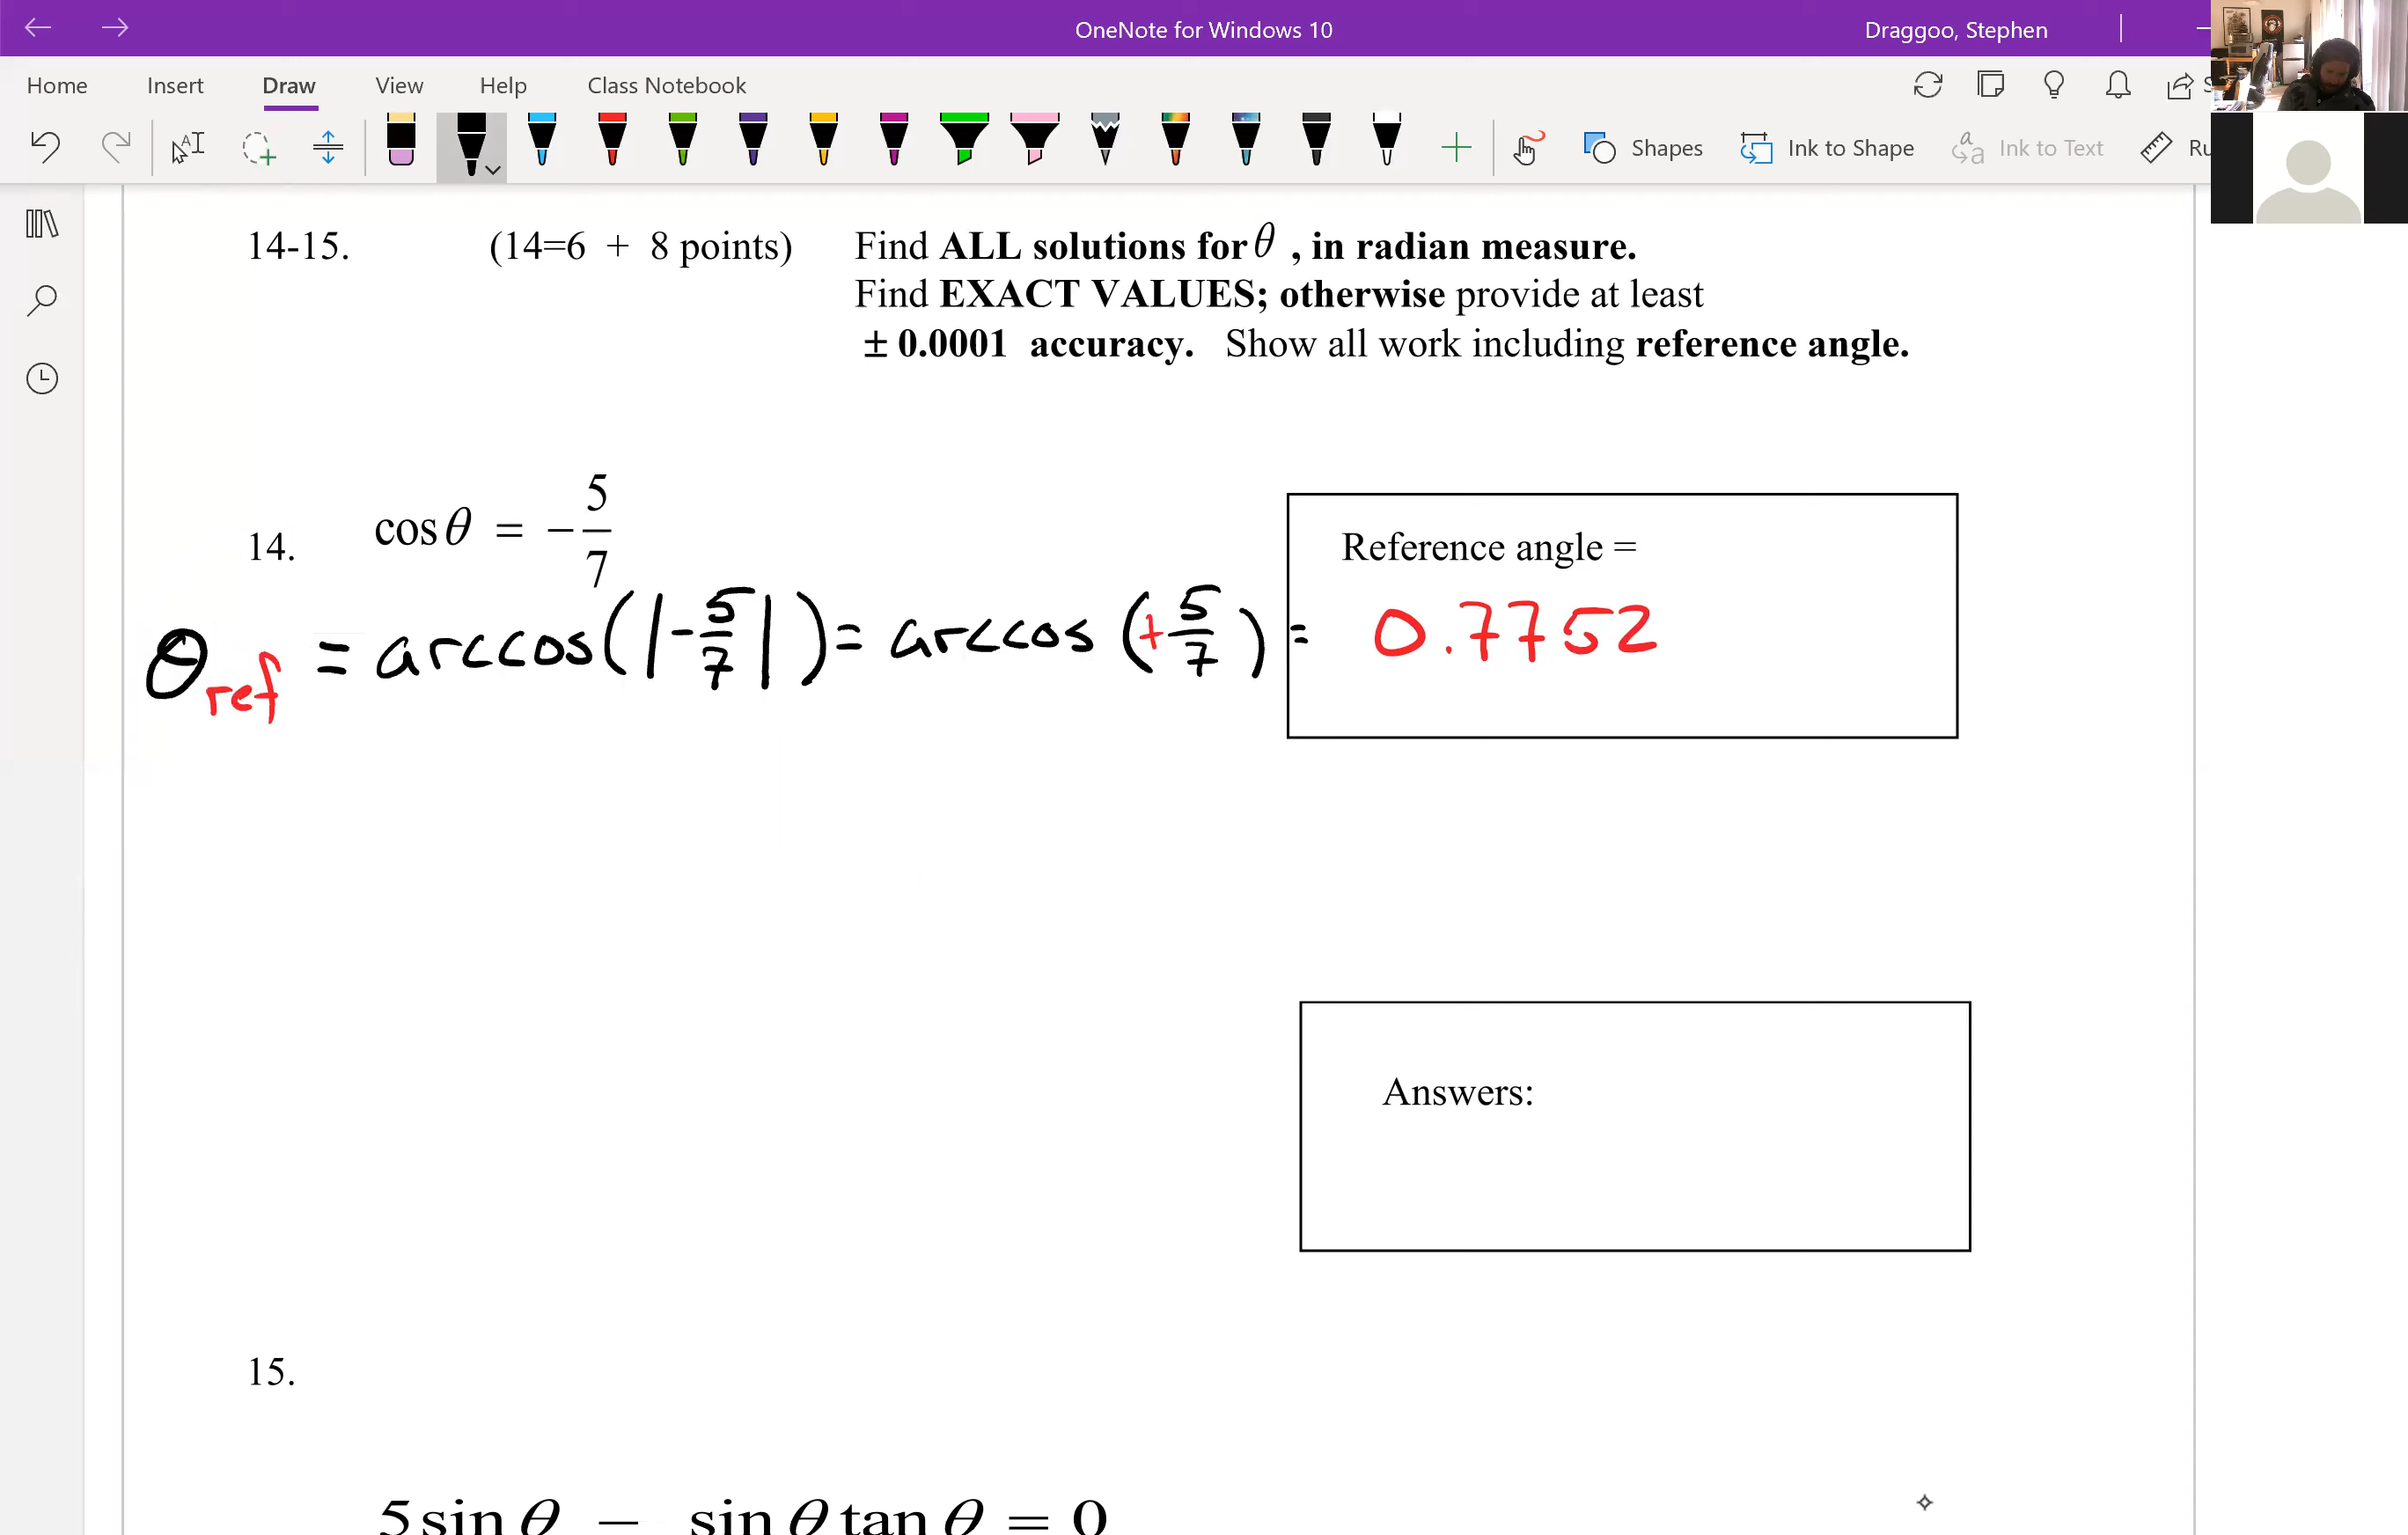 OneNote for Windows 10
Draggoo, Stephen
Home Insert Draw View Help Class Notebook
Shapes Ink to Shape Ink to Text Ru
14-15. (14=6 + 8 points) Find ALL solutions for θ , in radian measure.
Find EXACT VALUES; otherwise provide at least
± 0.0001 accuracy. Show all work including reference angle.
14. cos θ = -5/7
Reference angle =
θref = arccos(|-5/7|) = arccos(+5/7) = 0.7752
Answers:
15.
5 sin θ − sin θ tan θ = 0